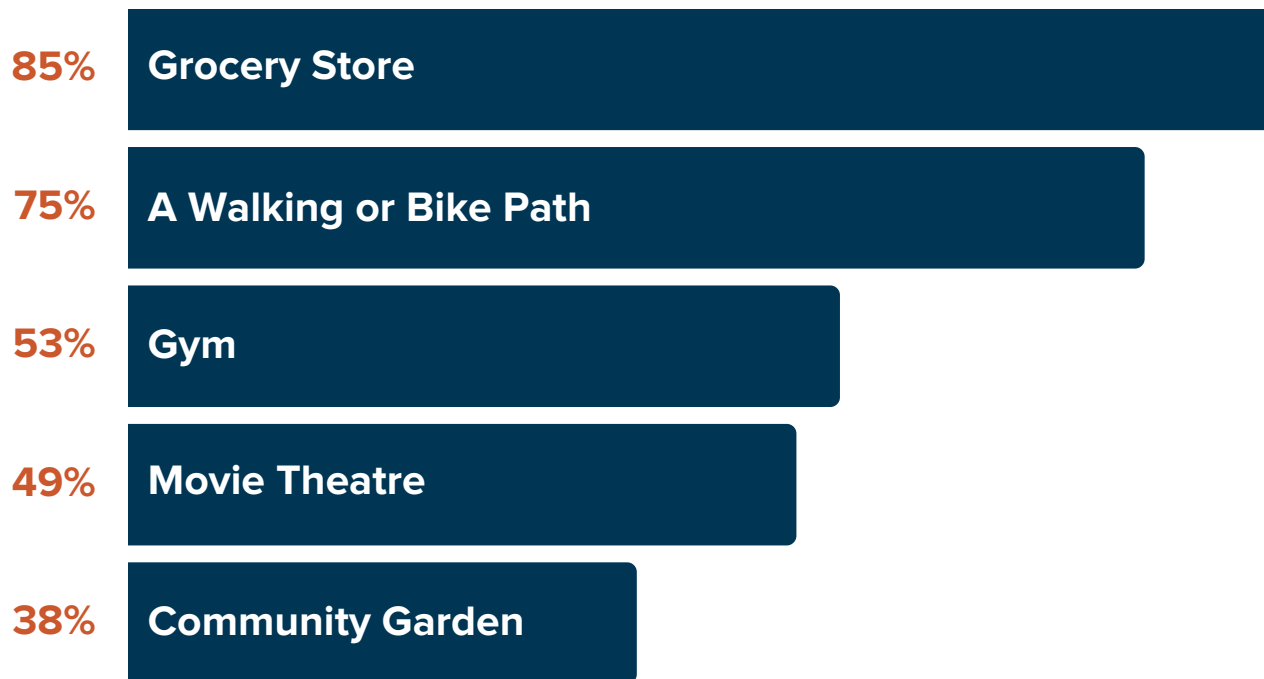 85% Grocery Store
75% A Walking or Bike Path
53% Gym
49% Movie Theatre
38% Community Garden